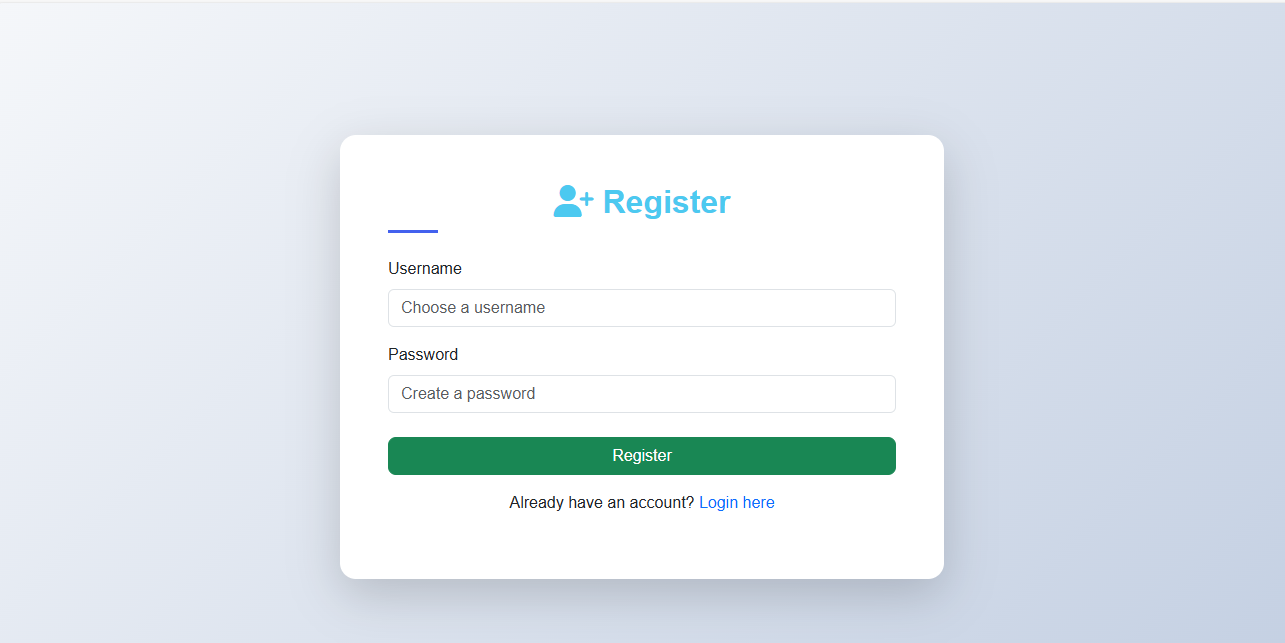 Register
Username
Choose a username
Password
Create a password
Register
Already have an account? Login here